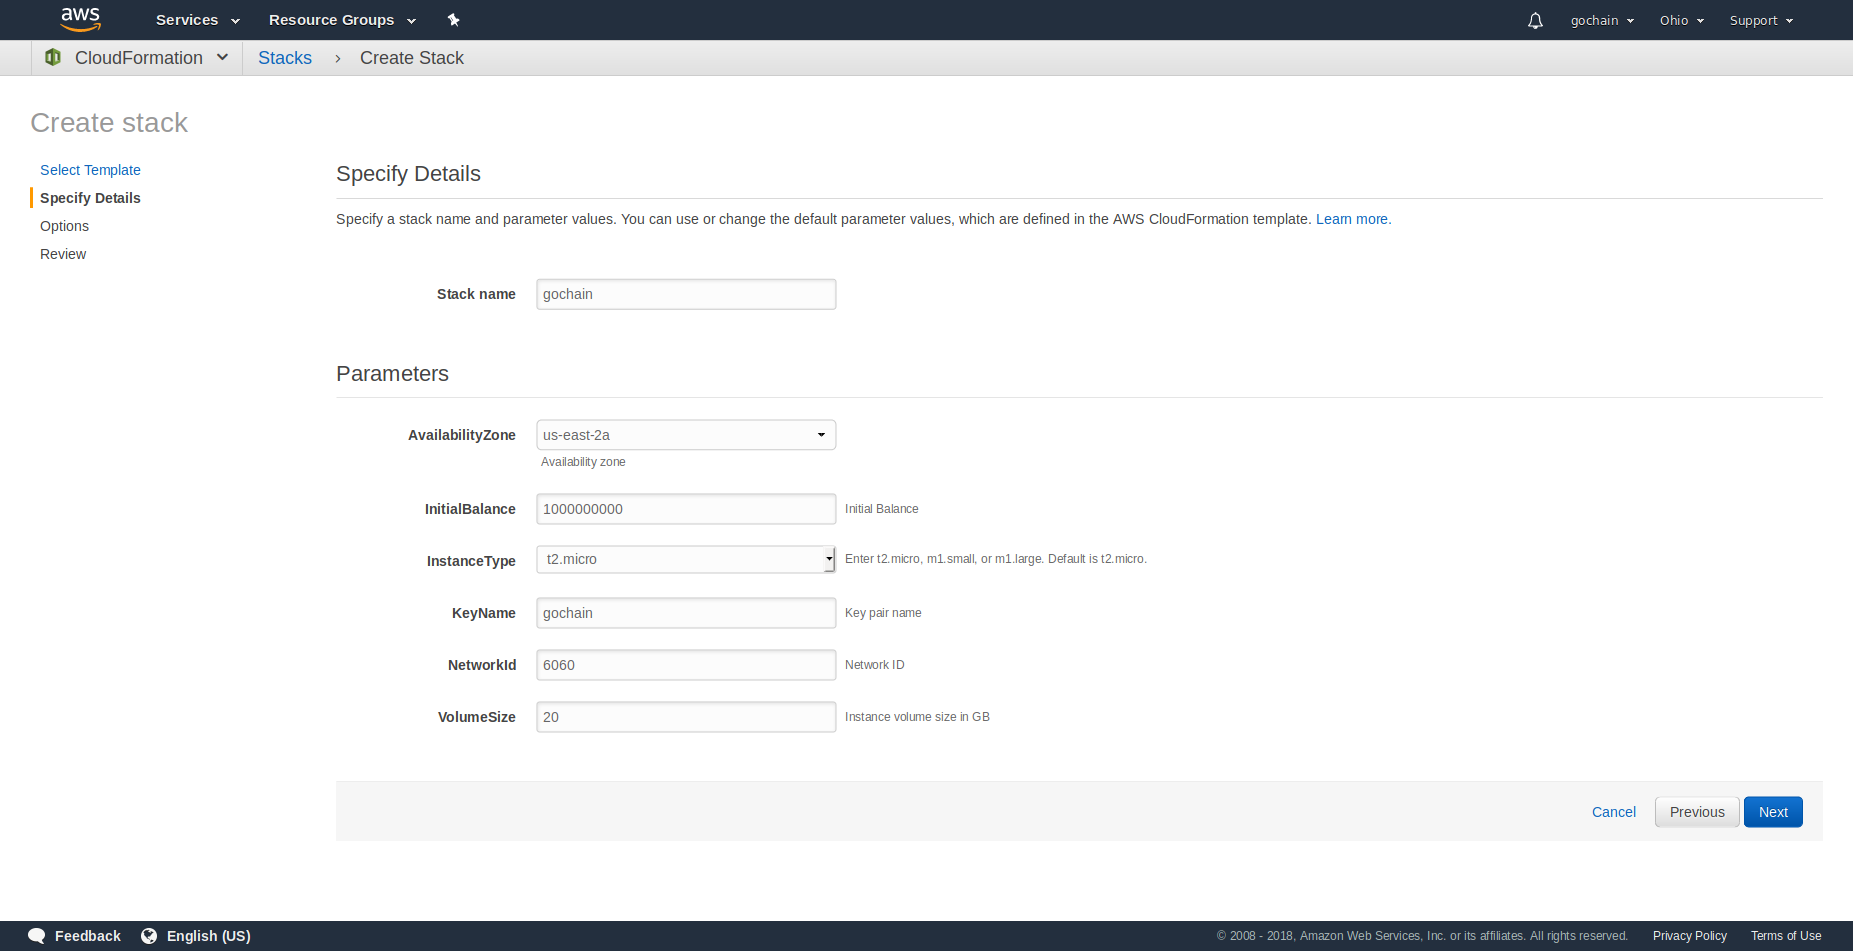 aws Services Resource Groups gochain Ohio Support
CloudFormation Stacks › Create Stack
Create stack
Select Template
Specify Details
Options
Review
Specify Details
Specify a stack name and parameter values. You can use or change the default parameter values, which are defined in the AWS CloudFormation template. Learn more.
Stack name gochain
Parameters
AvailabilityZone us-east-2a
Availability zone
InitialBalance 1000000000 Initial Balance
InstanceType t2.micro Enter t2.micro, m1.small, or m1.large. Default is t2.micro.
KeyName gochain Key pair name
NetworkId 6060 Network ID
VolumeSize 20 Instance volume size in GB
Cancel Previous Next
Feedback English (US) © 2008 - 2018, Amazon Web Services, Inc. or its affiliates. All rights reserved. Privacy Policy Terms of Use